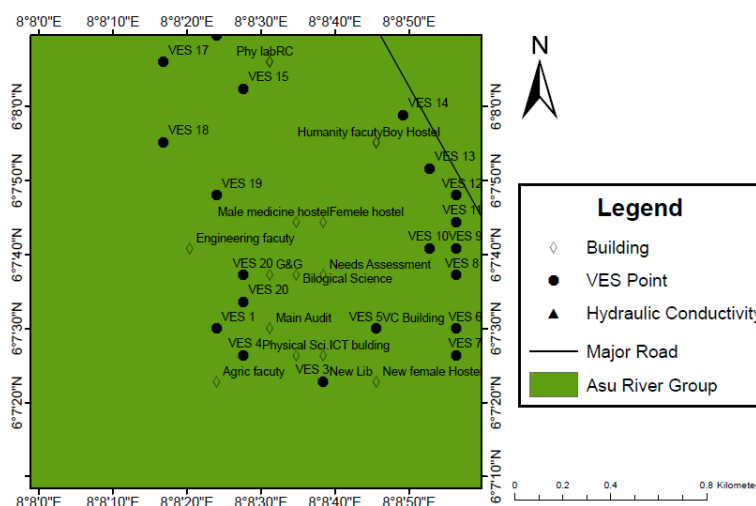 8°8'0"E 8°8'10"E 8°8'20"E 8°8'30"E 8°8'40"E 8°8'50"E
N
VES 17
Phy labRC
VES 15
6°8'0"N
6°8'0"N
VES 14
VES 18
Humanity facutyBoy Hostel
VES 13
6°7'50"N
6°7'50"N
VES 19
VES 12
Male medicine hostelFemele hostel
VES 11
Engineering facuty
VES 10
VES 9
6°7'40"N
6°7'40"N
VES 20
G&G
Needs Assessment
VES 8
Bilogical Science
VES 20
VES 1
Main Audit
VES 5
VC Building
VES 6
6°7'30"N
6°7'30"N
VES 4
Physical Sci.ICT bulding
VES 7
Agric facuty
VES 3
New Lib
New female Hostel
6°7'20"N
6°7'20"N
6°7'10"N
6°7'10"N
8°8'0"E 8°8'10"E 8°8'20"E 8°8'30"E 8°8'40"E 8°8'50"E
Legend
Building
VES Point
Hydraulic Conductivity
Major Road
Asu River Group
0 0.2 0.4 0.8 Kilometer